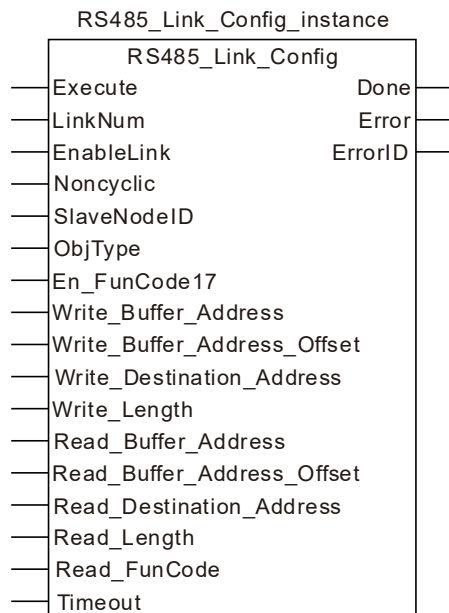 RS485_Link_Config_instance
RS485_Link_Config
Execute Done
LinkNum Error
EnableLink ErrorID
Noncyclic
SlaveNodeID
ObjType
En_FunCode17
Write_Buffer_Address
Write_Buffer_Address_Offset
Write_Destination_Address
Write_Length
Read_Buffer_Address
Read_Buffer_Address_Offset
Read_Destination_Address
Read_Length
Read_FunCode
Timeout